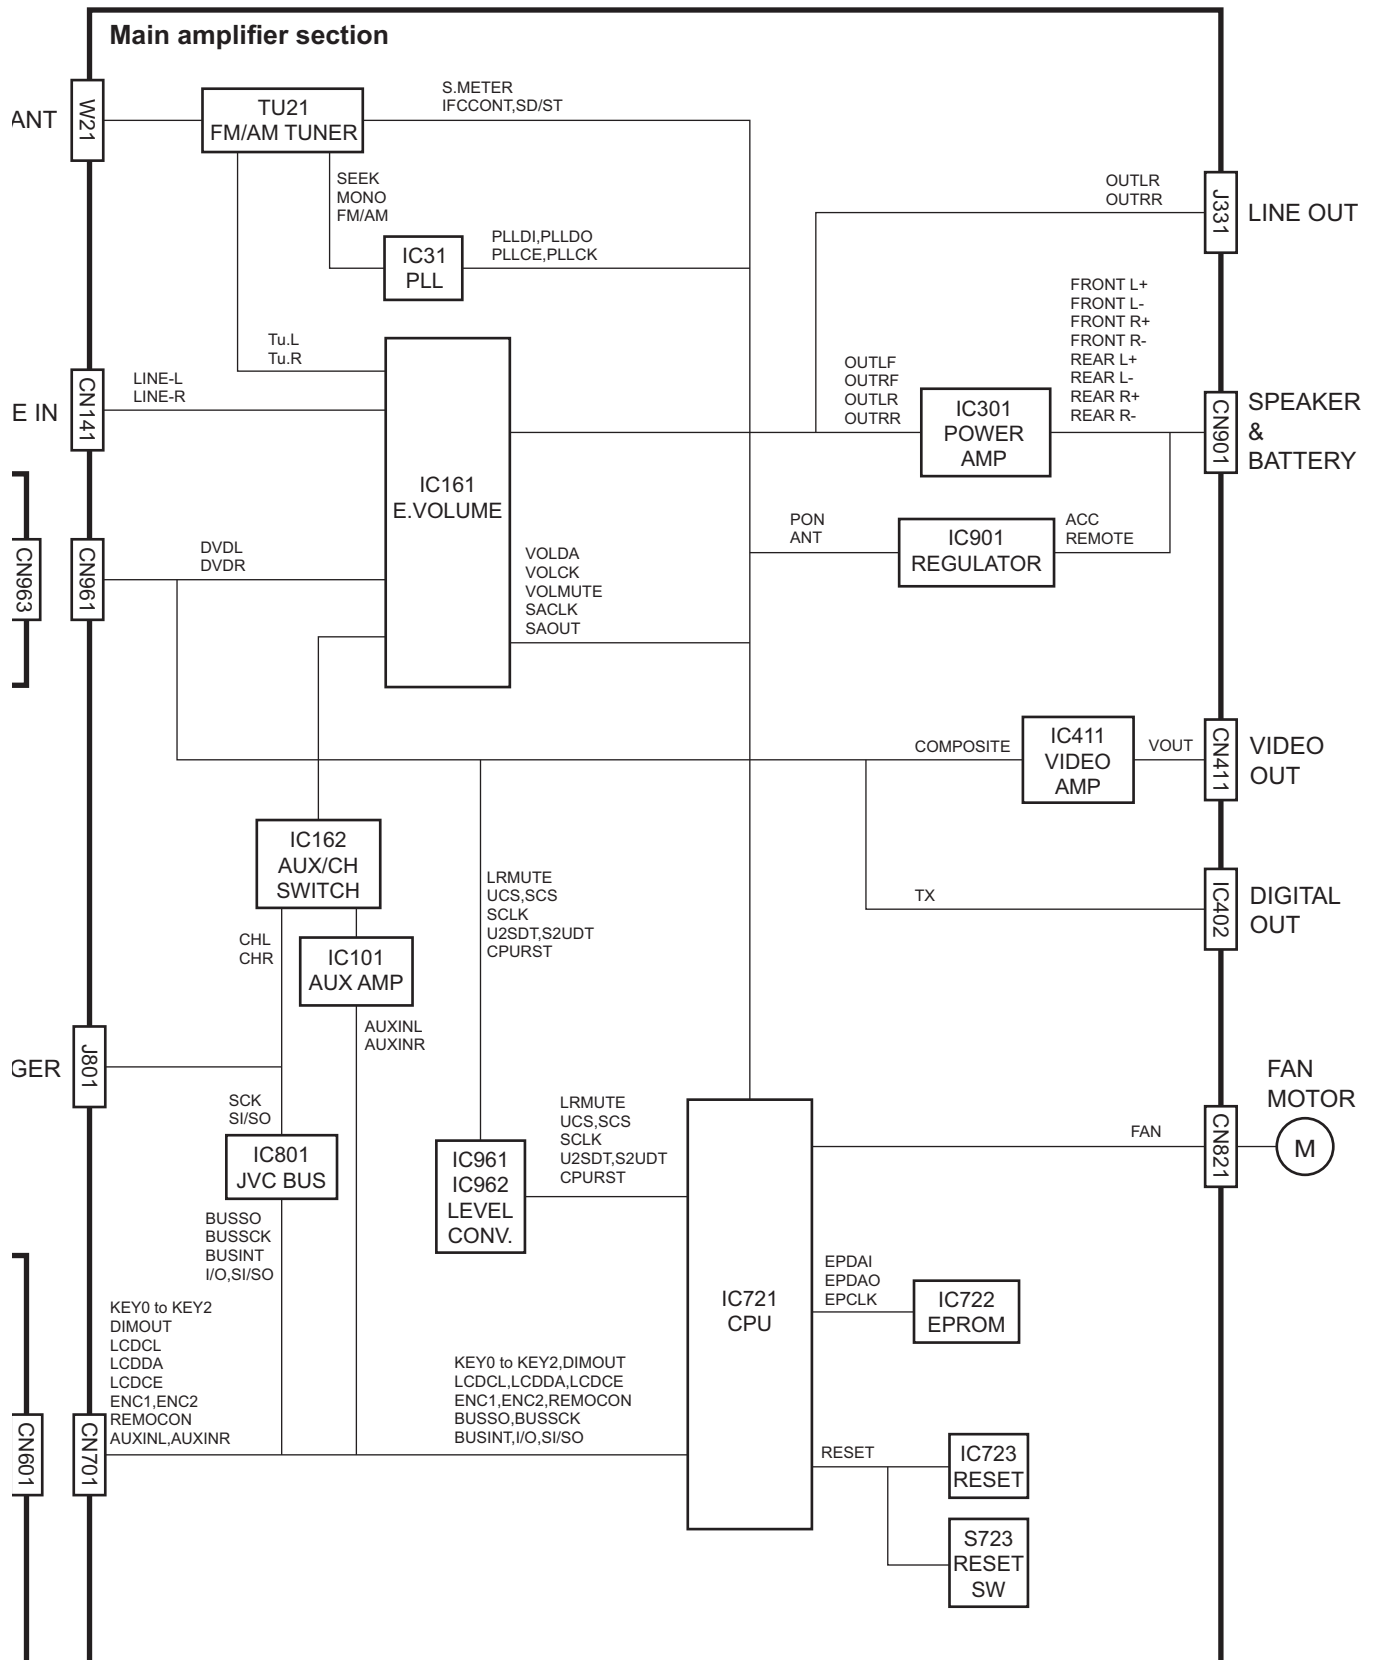 Main amplifier section
ANT
W21
TU21
FM/AM TUNER
S.METER
IFCCONT,SD/ST
SEEK
MONO
FM/AM
IC31
PLL
PLLDI,PLLDO
PLLCE,PLLCK
OUTLR
OUTRR
J331
LINE OUT
Tu.L
Tu.R
E IN
CN141
LINE-L
LINE-R
IC161
E.VOLUME
OUTLF
OUTRF
OUTLR
OUTRR
IC301
POWER
AMP
FRONT L+
FRONT L-
FRONT R+
FRONT R-
REAR L+
REAR L-
REAR R+
REAR R-
CN901
SPEAKER
&
BATTERY
CN963
CN961
DVDL
DVDR
VOLDA
VOLCK
VOLMUTE
SACLK
SAOUT
PON
ANT
IC901
REGULATOR
ACC
REMOTE
COMPOSITE
IC411
VIDEO
AMP
VOUT
CN411
VIDEO
OUT
IC162
AUX/CH
SWITCH
LRMUTE
UCS,SCS
SCLK
U2SDT,S2UDT
CPURST
TX
IC402
DIGITAL
OUT
CHL
CHR
IC101
AUX AMP
AUXINL
AUXINR
GER
J801
SCK
SI/SO
IC801
JVC BUS
BUSSO
BUSSCK
BUSINT
I/O,SI/SO
IC961
IC962
LEVEL
CONV.
LRMUTE
UCS,SCS
SCLK
U2SDT,S2UDT
CPURST
IC721
CPU
FAN
CN821
FAN
MOTOR
M
EPDAI
EPDAO
EPCLK
IC722
EPROM
KEY0 to KEY2
DIMOUT
LCDCL
LCDDA
LCDCE
ENC1,ENC2
REMOCON
AUXINL,AUXINR
CN601
CN701
KEY0 to KEY2,DIMOUT
LCDCL,LCDDA,LCDCE
ENC1,ENC2,REMOCON
BUSSO,BUSSCK
BUSINT,I/O,SI/SO
RESET
IC723
RESET
S723
RESET
SW